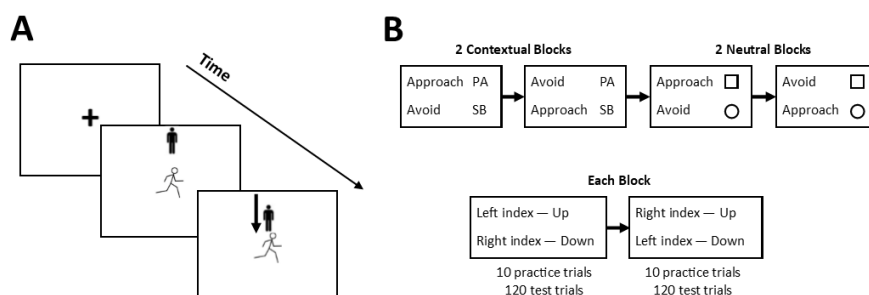 A
Time
B
2 Contextual Blocks
2 Neutral Blocks
Approach PA
Avoid SB
Avoid PA
Approach SB
Approach
Avoid
Avoid
Approach
Each Block
Left index — Up
Right index — Down
Right index — Up
Left index — Down
10 practice trials
120 test trials
10 practice trials
120 test trials